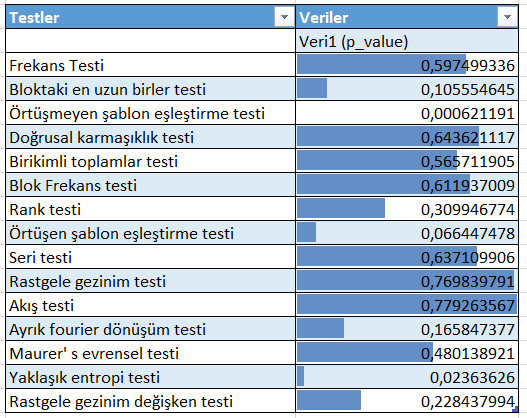 Testler Veriler
Veri1 (p_value)
Frekans Testi 0,597499336
Bloktaki en uzun birler testi 0,105554645
Örtüşmeyen şablon eşleştirme testi 0,000621191
Doğrusal karmaşıklık testi 0,643621117
Birikimli toplamlar testi 0,565711905
Blok Frekans testi 0,611937009
Rank testi 0,309946774
Örtüşen şablon eşleştirme testi 0,066447478
Seri testi 0,637109906
Rastgele gezinim testi 0,769839791
Akış testi 0,779263567
Ayrık fourier dönüşüm testi 0,165847377
Maurer' s evrensel testi 0,480138921
Yaklaşık entropi testi 0,02363626
Rastgele gezinim değişken testi 0,228437994